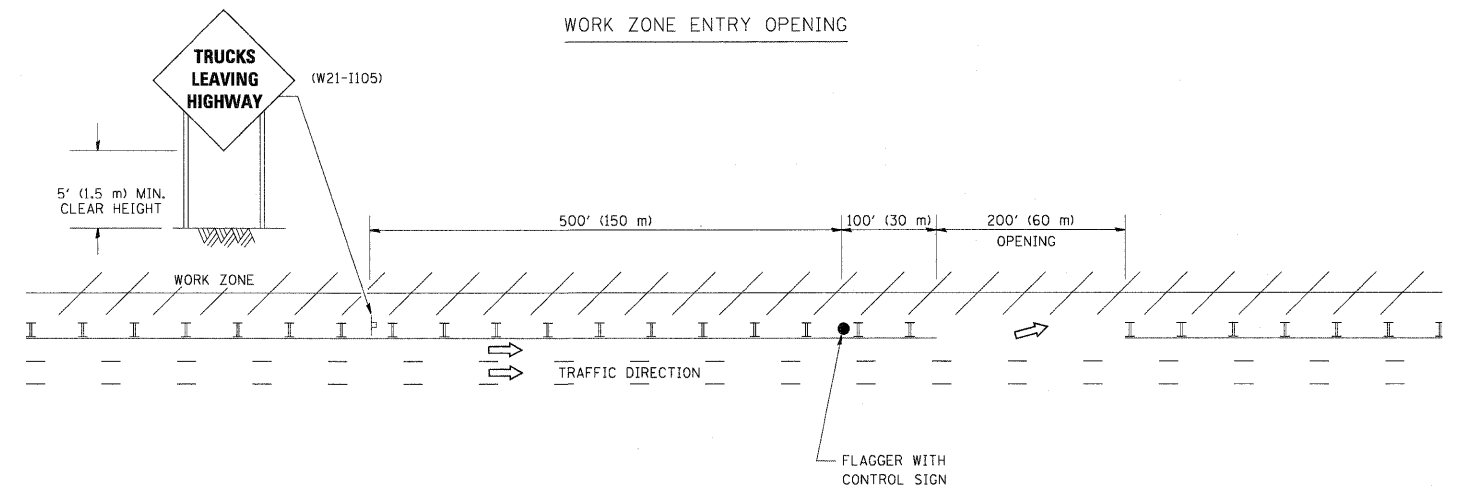 WORK ZONE ENTRY OPENING
TRUCKS
LEAVING
HIGHWAY
(W21-I105)
5' (1.5 m) MIN.
CLEAR HEIGHT
500' (150 m)
100' (30 m)
200' (60 m)
OPENING
WORK ZONE
TRAFFIC DIRECTION
FLAGGER WITH
CONTROL SIGN